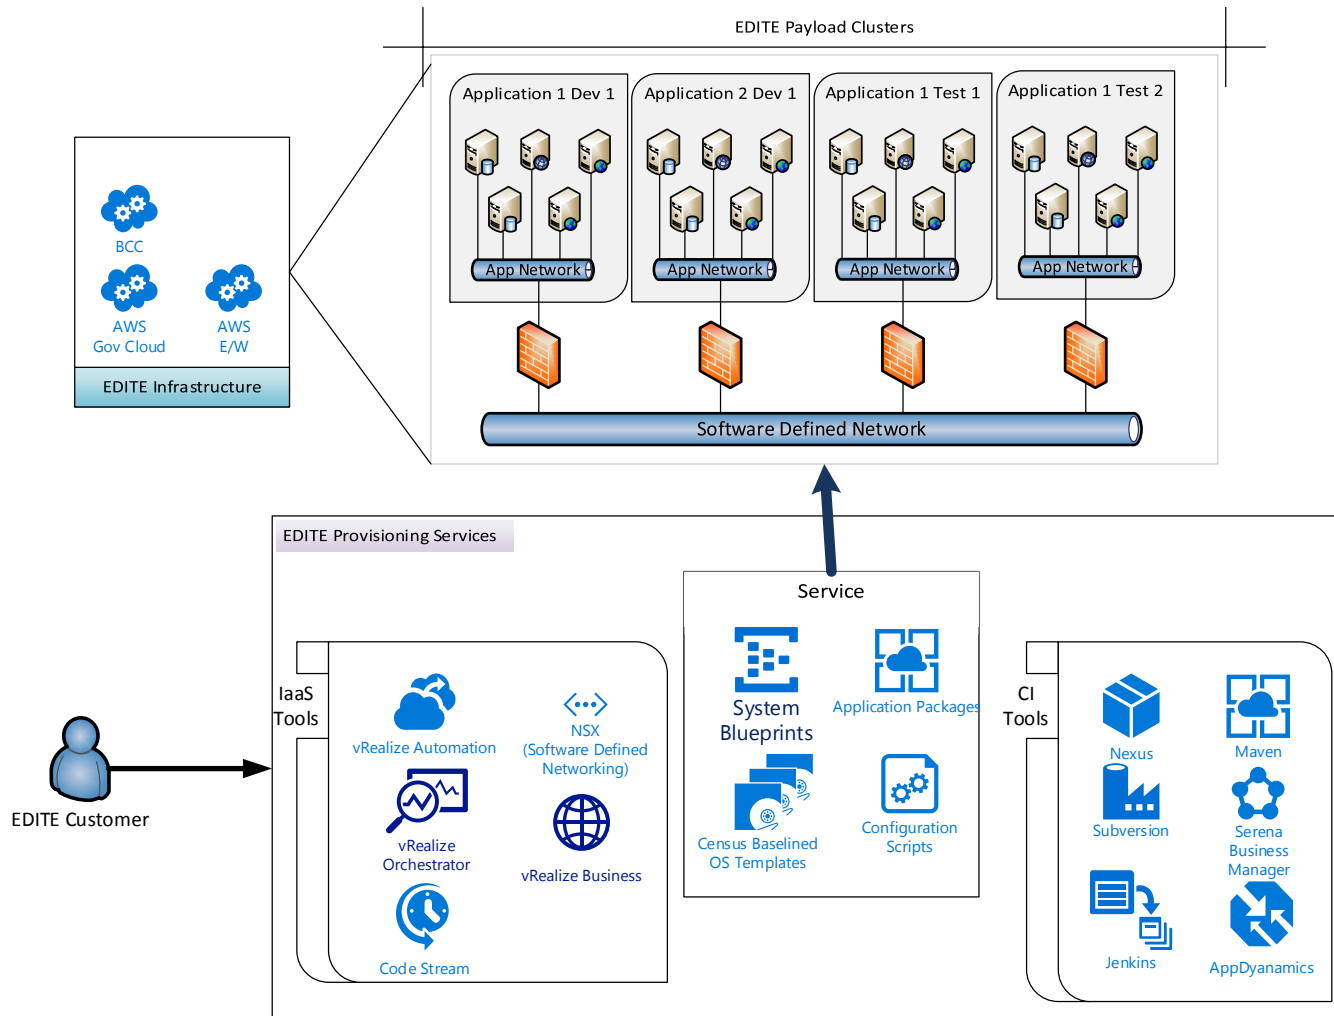 EDITE Payload Clusters
Application 1 Dev 1
Application 2 Dev 1
Application 1 Test 1
Application 1 Test 2
App Network
App Network
App Network
App Network
BCC
AWS
Gov Cloud
AWS
E/W
EDITE Infrastructure
Software Defined Network
EDITE Provisioning Services
Service
System
Blueprints
Application Packages
Census Baselined
OS Templates
Configuration
Scripts
IaaS
Tools
vRealize Automation
NSX
(Software Defined
Networking)
vRealize
Orchestrator
vRealize Business
Code Stream
CI
Tools
Nexus
Maven
Subversion
Serena
Business
Manager
Jenkins
AppDyanamics
EDITE Customer